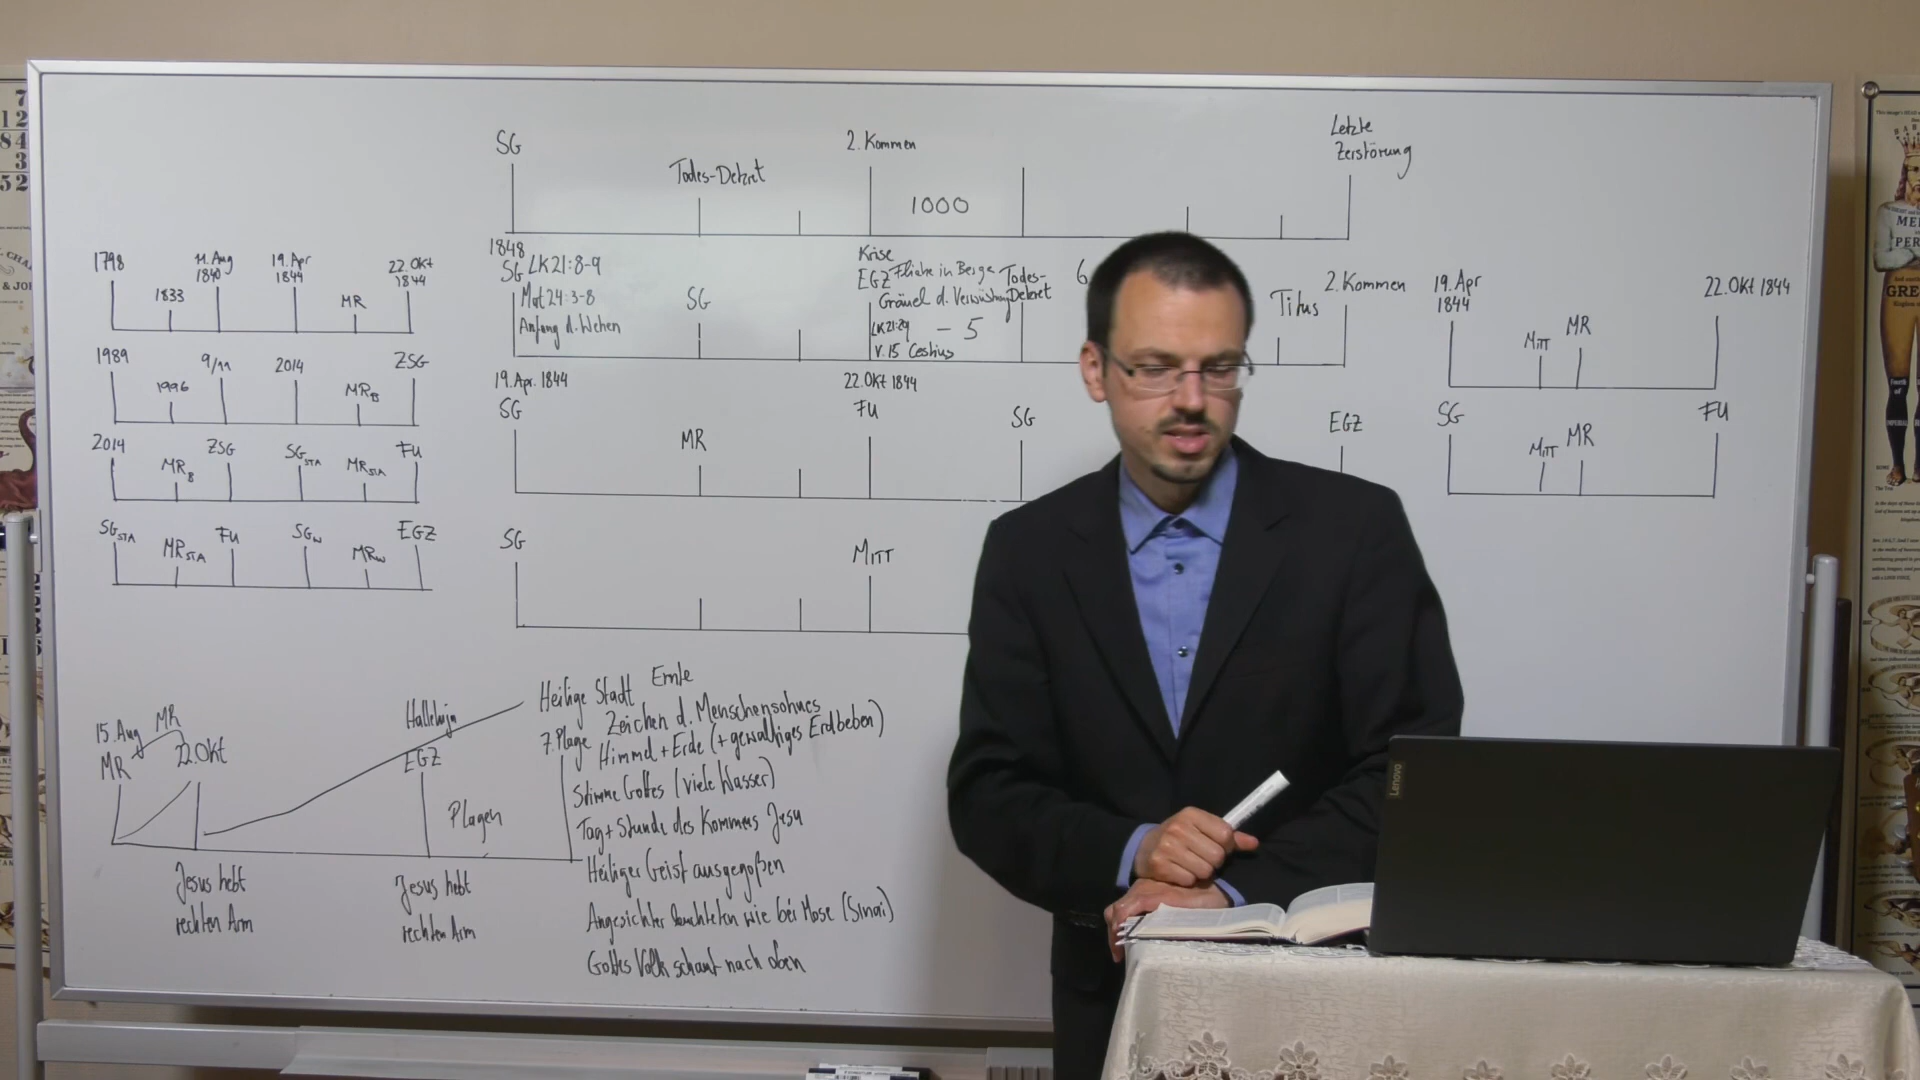 SG
Todes-Dekret
2. Kommen
1000
Letzte
Zerstörung
1798
1833
11. Aug
1840
19. Apr
1844
MR
22. Okt
1844
1989
1996
9/11
2014
MRB
ZSG
2014
MRB
ZSG
SGSTA
MRSTA
FU
SGSTA
MRSTA
FU
SGW
MRW
EGZ
1848
SG LK21:8-9
Mat 24:3-8
Anfang d. Wehen
SG
Krise
EGZ Fliehe in Berge
Gräuel d. Verwüstung
LK21:29
V. 15 Cestius
- 5
Todes-
Dekret
6
Titus
2. Kommen
19. Apr. 1844
SG
MR
22. Okt 1844
FU
SG
EGZ
SG
MITT
19. Apr
1844
MITT
MR
22. Okt 1844
SG
MITT
MR
FU
15. Aug
MR
MR
22. Okt
Halleluja
EGZ
Plagen
Jesus hebt
rechten Arm
Jesus hebt
rechten Arm
Heilige Stadt Ernte
7. Plage Zeichen d. Menschensohnes
Himmel + Erde (+ gewaltiges Erdbeben)
Stimme Gottes (viele Wasser)
Tag + Stunde des Kommens Jesu
Heiliger Geist ausgegoßen
Angesichter leuchteten wie bei Mose (Sinai)
Gottes Volk schaut nach oben
Lenovo